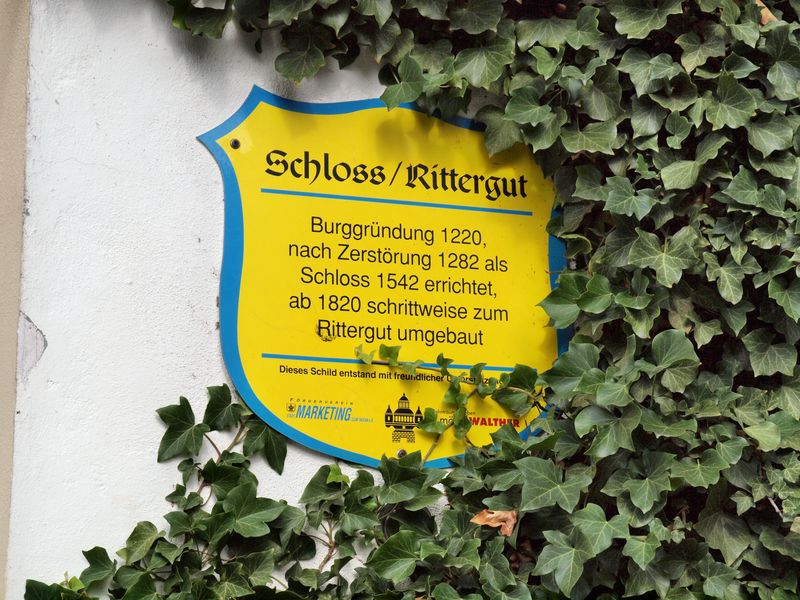 Schloss/Rittergut
Burggründung 1220,
nach Zerstörung 1282 als
Schloss 1542 errichtet,
ab 1820 schrittweise zum
Rittergut umgebaut
Dieses Schild entstand mit freundlicher
FÖRDERVEREIN
MARKETING
WALTHER